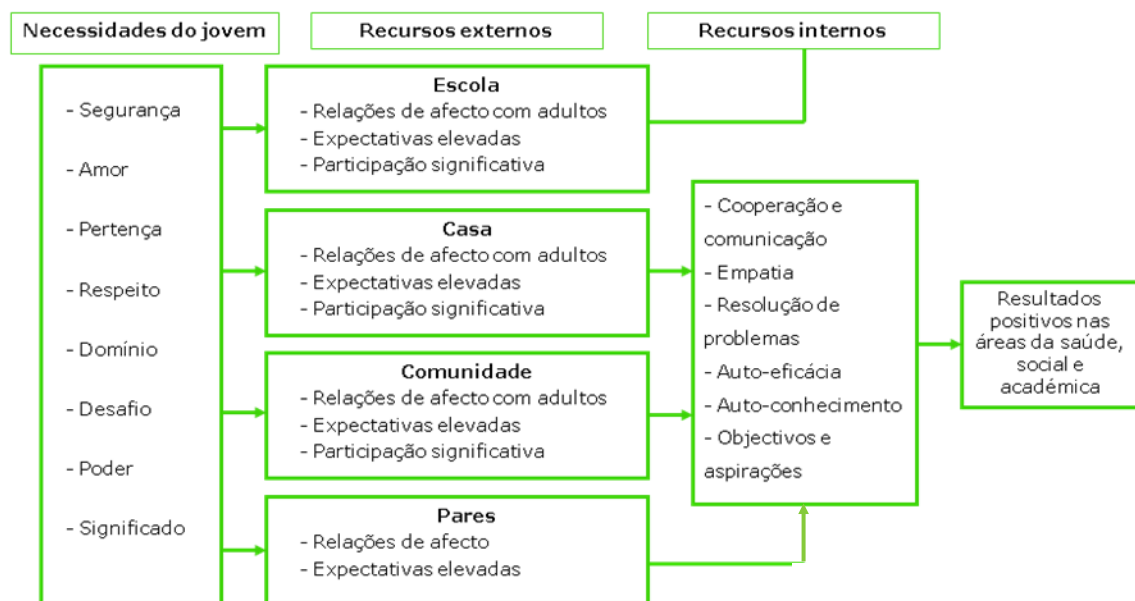 Necessidades do jovem
Recursos externos
Recursos internos
- Segurança
- Amor
- Pertença
- Respeito
- Domínio
- Desafio
- Poder
- Significado
Escola
- Relações de afecto com adultos
- Expectativas elevadas
- Participação significativa
Casa
- Relações de afecto com adultos
- Expectativas elevadas
- Participação significativa
Comunidade
- Relações de afecto com adultos
- Expectativas elevadas
- Participação significativa
Pares
- Relações de afecto
- Expectativas elevadas
- Cooperação e
comunicação
- Empatia
- Resolução de
problemas
- Auto-eficácia
- Auto-conhecimento
- Objectivos e
aspirações
Resultados
positivos nas
áreas da saúde,
social e
académica